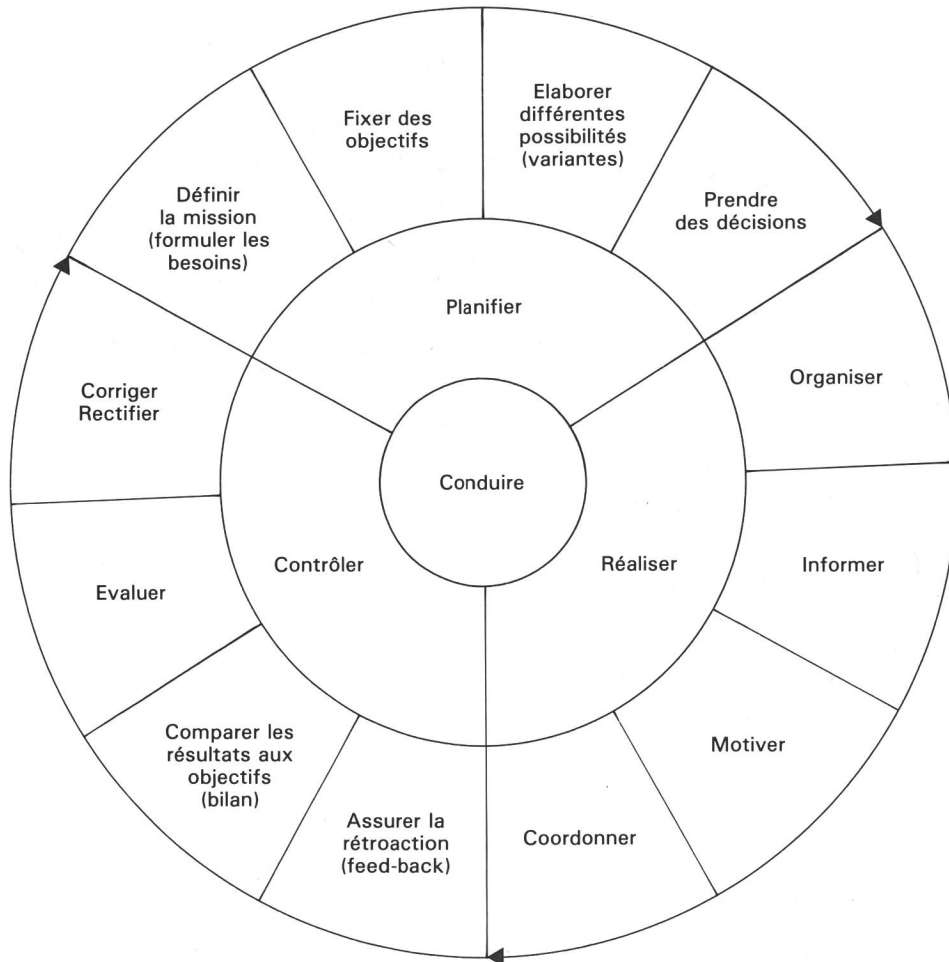 Fixer des
objectifs
Elaborer
différentes
possibilités
(variantes)
Définir
la mission
(formuler les
besoins)
Prendre
des décisions
Planifier
Corriger
Rectifier
Organiser
Conduire
Contrôler
Réaliser
Evaluer
Informer
Comparer les
résultats aux
objectifs
(bilan)
Motiver
Assurer la
rétroaction
(feed-back)
Coordonner